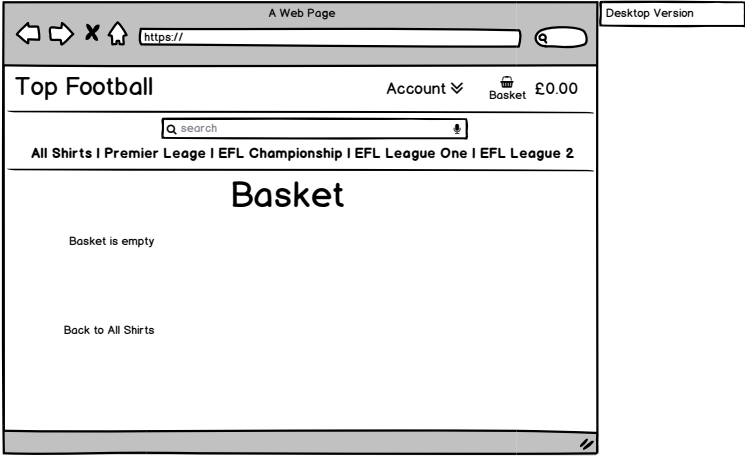 A Web Page
Desktop Version
https://
Top Football
Account
Basket
£0.00
search
All Shirts | Premier Leage | EFL Championship | EFL League One | EFL League 2
Basket
Basket is empty
Back to All Shirts